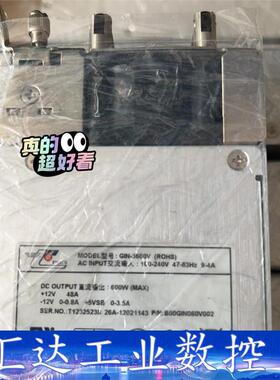 真的
超好看
MODEL型号: GIN-3600V (ROHS)
AC INPUT交流输入: 100-240V 47-63Hz 9-4A
DC OUTPUT 直流输出: 600W (MAX)
+12V 48A
-12V 0-0.8A +5VSB 0-3.5A
汇达工业数控